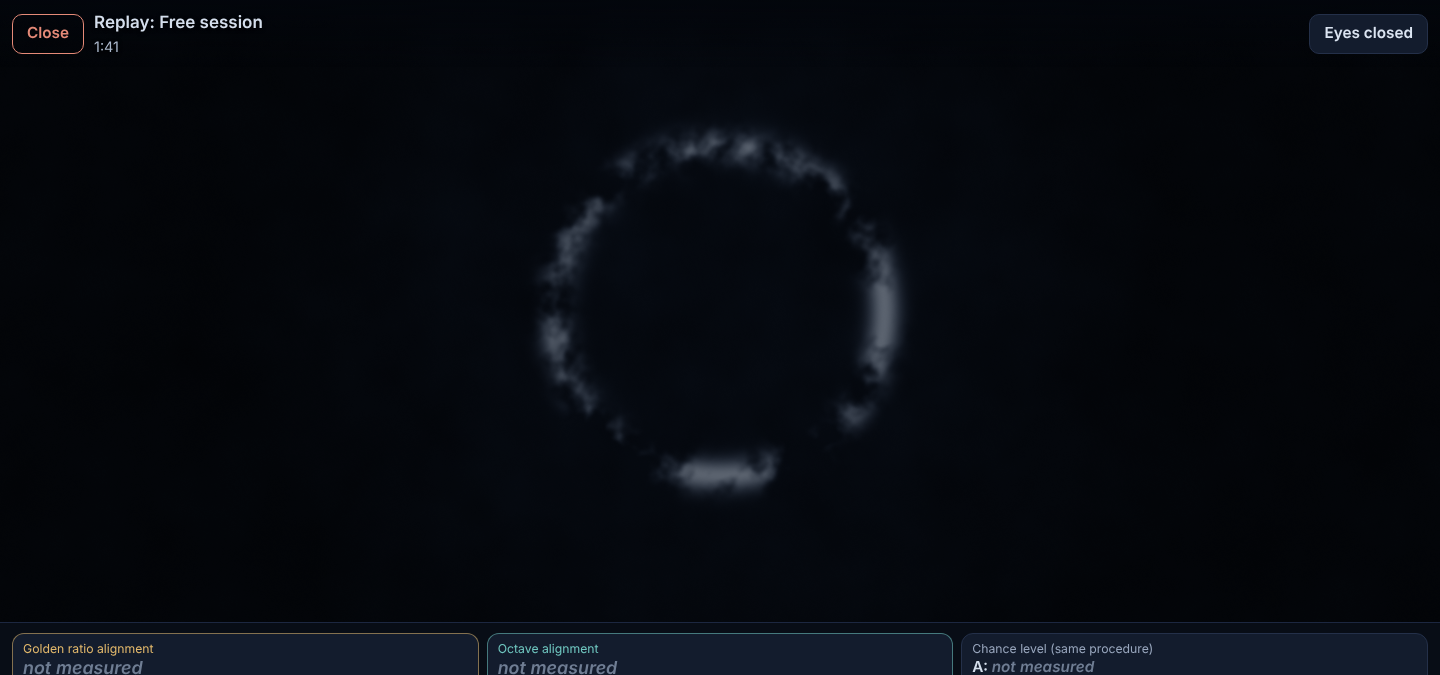 Close
Replay: Free session
1:41
Eyes closed
Golden ratio alignment
not measured
Octave alignment
not measured
Chance level (same procedure)
A: not measured